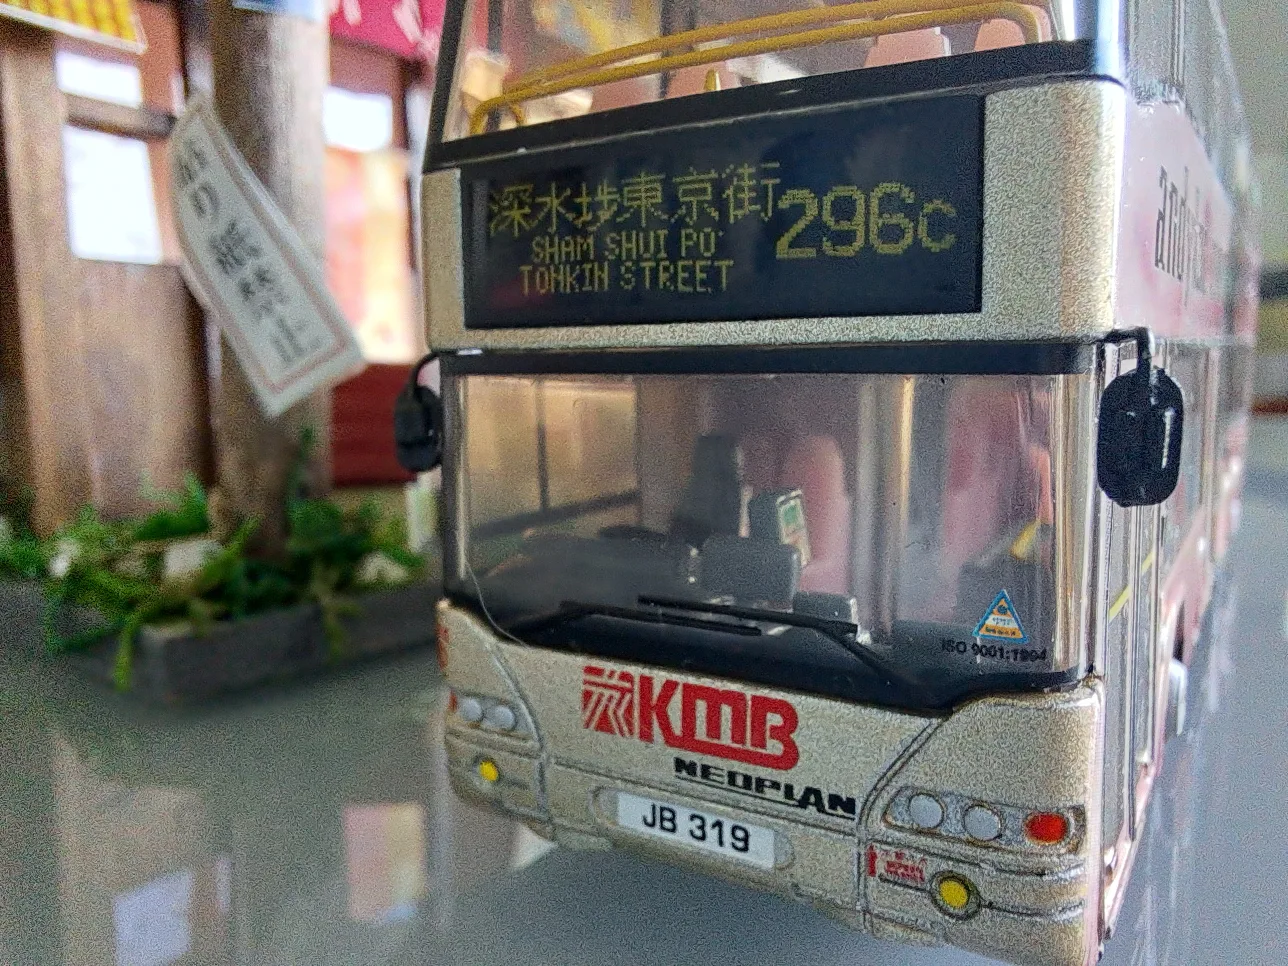 深水埗東京街
SHAM SHUI PO
TONKIN STREET
296C
ISO 9001:1994
KMB
NEOPLAN
JB 319